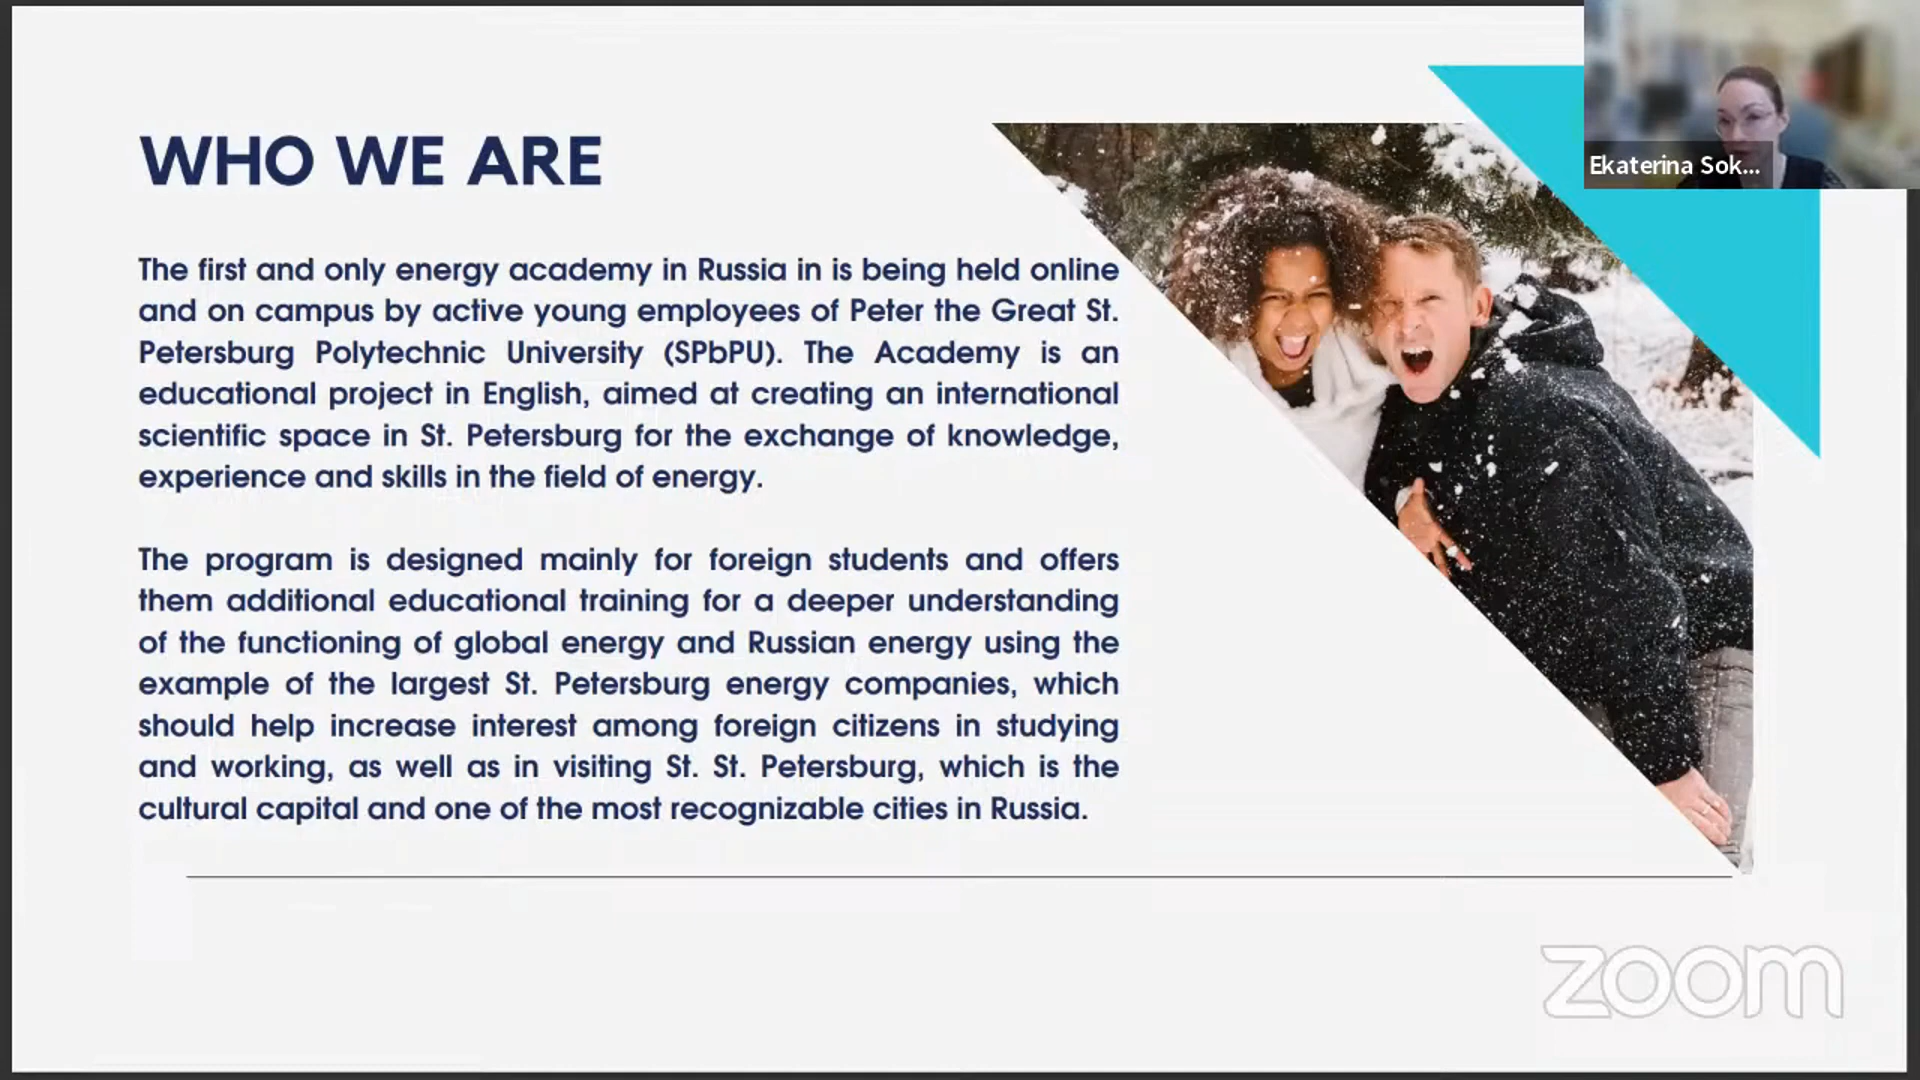 WHO WE ARE
The first and only energy academy in Russia in is being held online
and on campus by active young employees of Peter the Great St.
Petersburg Polytechnic University (SPbPU). The Academy is an
educational project in English, aimed at creating an international
scientific space in St. Petersburg for the exchange of knowledge,
experience and skills in the field of energy.
The program is designed mainly for foreign students and offers
them additional educational training for a deeper understanding
of the functioning of global energy and Russian energy using the
example of the largest St. Petersburg energy companies, which
should help increase interest among foreign citizens in studying
and working, as well as in visiting St. St. Petersburg, which is the
cultural capital and one of the most recognizable cities in Russia.
Ekaterina Sok...
zoom